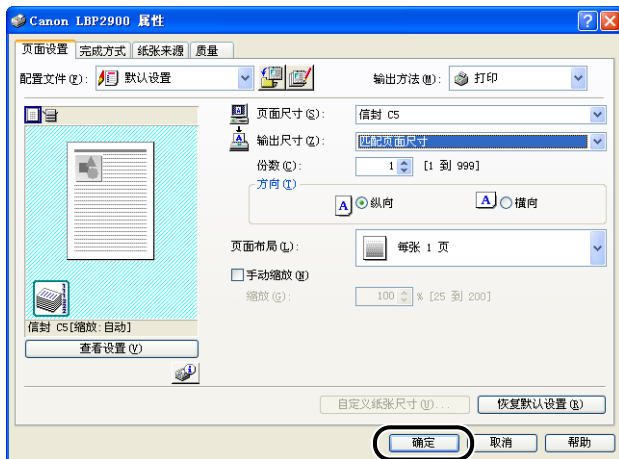 Canon LBP2900 属性
页面设置 完成方式 纸张来源 质量
配置文件(F): 默认设置 输出方法(M): 打印
页面尺寸(S): 信封 C5
输出尺寸(Z): 匹配页面尺寸
份数(C): 1 [1 到 999]
方向(T)
A 纵向 A 横向
页面布局(L): 每张 1 页
手动缩放(N)
缩放(G): 100 % [25 到 200]
信封 C5[缩放:自动]
查看设置(V)
自定义纸张尺寸(U)... 恢复默认设置(R)
确定 取消 帮助